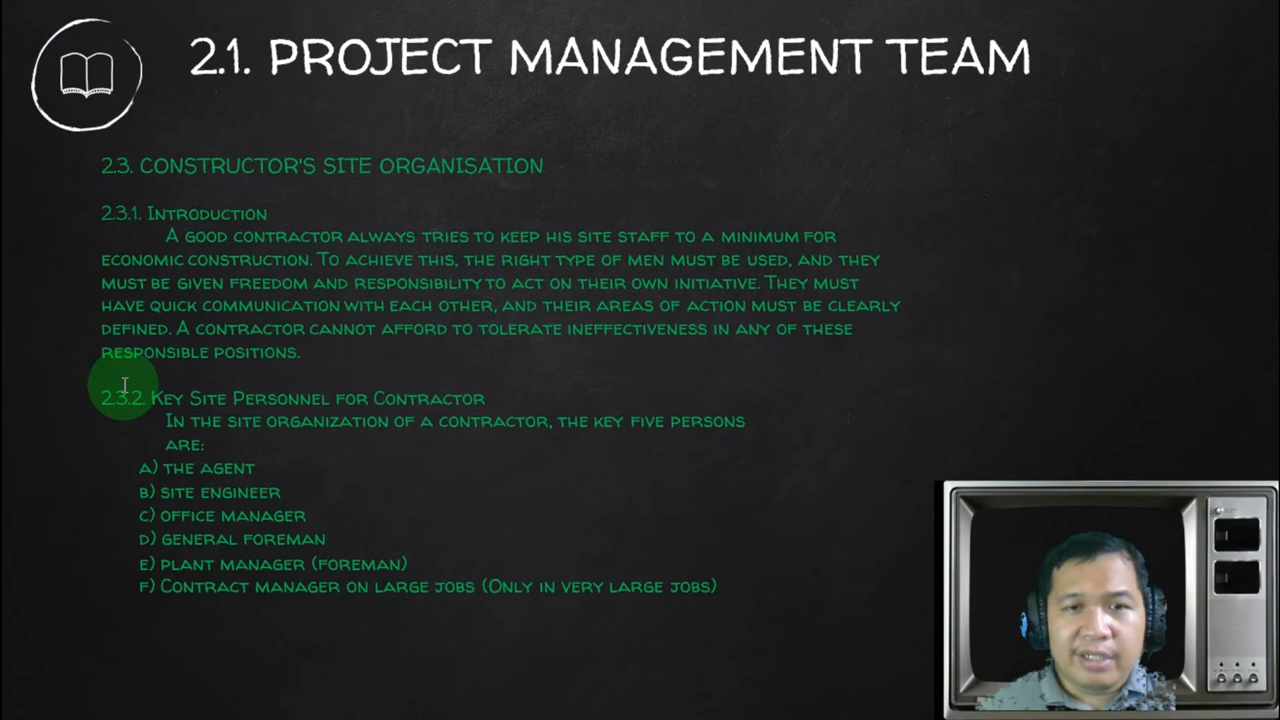 2.1. PROJECT MANAGEMENT TEAM
2.3. CONSTRUCTOR'S SITE ORGANISATION
2.3.1. INTRODUCTION
A GOOD CONTRACTOR ALWAYS TRIES TO KEEP HIS SITE STAFF TO A MINIMUM FOR
ECONOMIC CONSTRUCTION. TO ACHIEVE THIS, THE RIGHT TYPE OF MEN MUST BE USED, AND THEY
MUST BE GIVEN FREEDOM AND RESPONSIBILITY TO ACT ON THEIR OWN INITIATIVE. THEY MUST
HAVE QUICK COMMUNICATION WITH EACH OTHER, AND THEIR AREAS OF ACTION MUST BE CLEARLY
DEFINED. A CONTRACTOR CANNOT AFFORD TO TOLERATE INEFFECTIVENESS IN ANY OF THESE
RESPONSIBLE POSITIONS.
2.3.2. KEY SITE PERSONNEL FOR CONTRACTOR
IN THE SITE ORGANIZATION OF A CONTRACTOR, THE KEY FIVE PERSONS
ARE:
A) THE AGENT
B) SITE ENGINEER
C) OFFICE MANAGER
D) GENERAL FOREMAN
E) PLANT MANAGER (FOREMAN)
F) CONTRACT MANAGER ON LARGE JOBS (ONLY IN VERY LARGE JOBS)